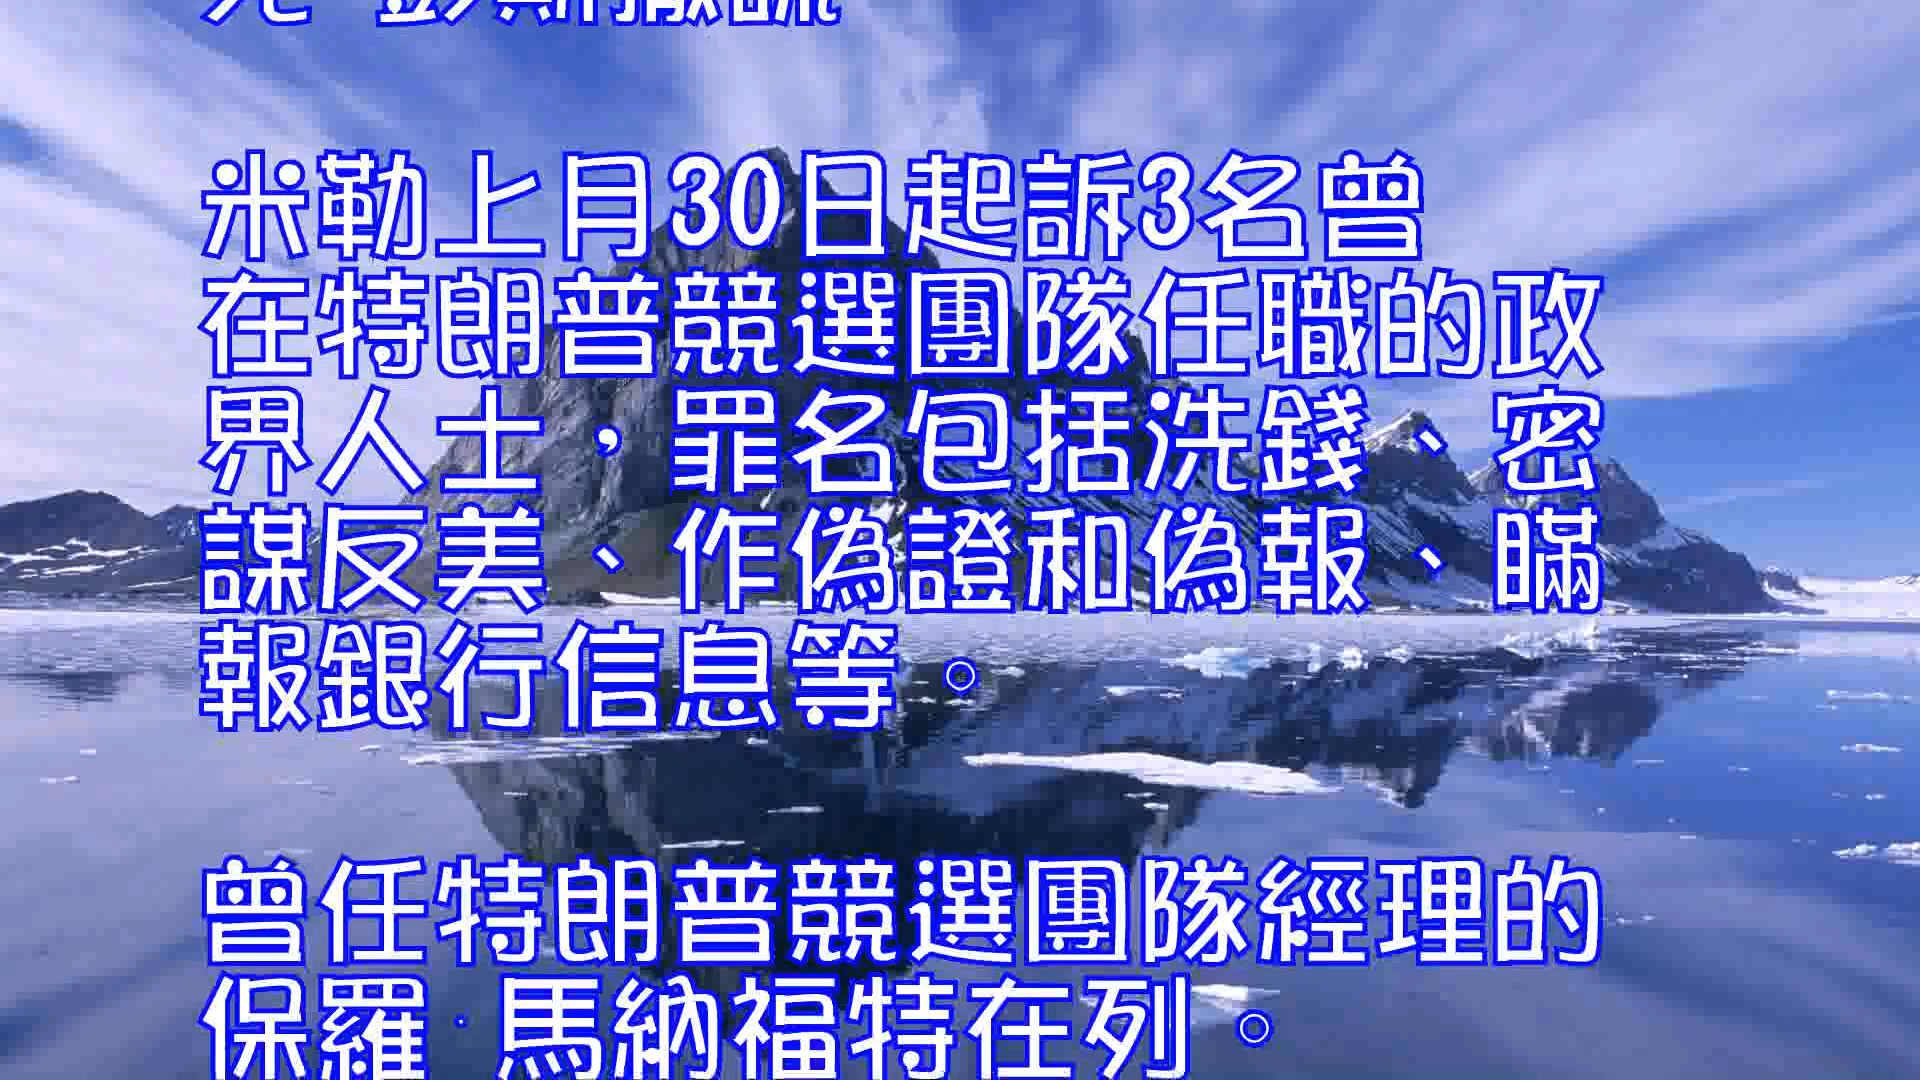 米勒上月30日起訴3名曾
在特朗普競選團隊任職的政
界人士，罪名包括洗錢、密
謀反美、作偽證和偽報、瞞
報銀行信息等。
曾任特朗普競選團隊經理的
保羅·馬納福特在列。